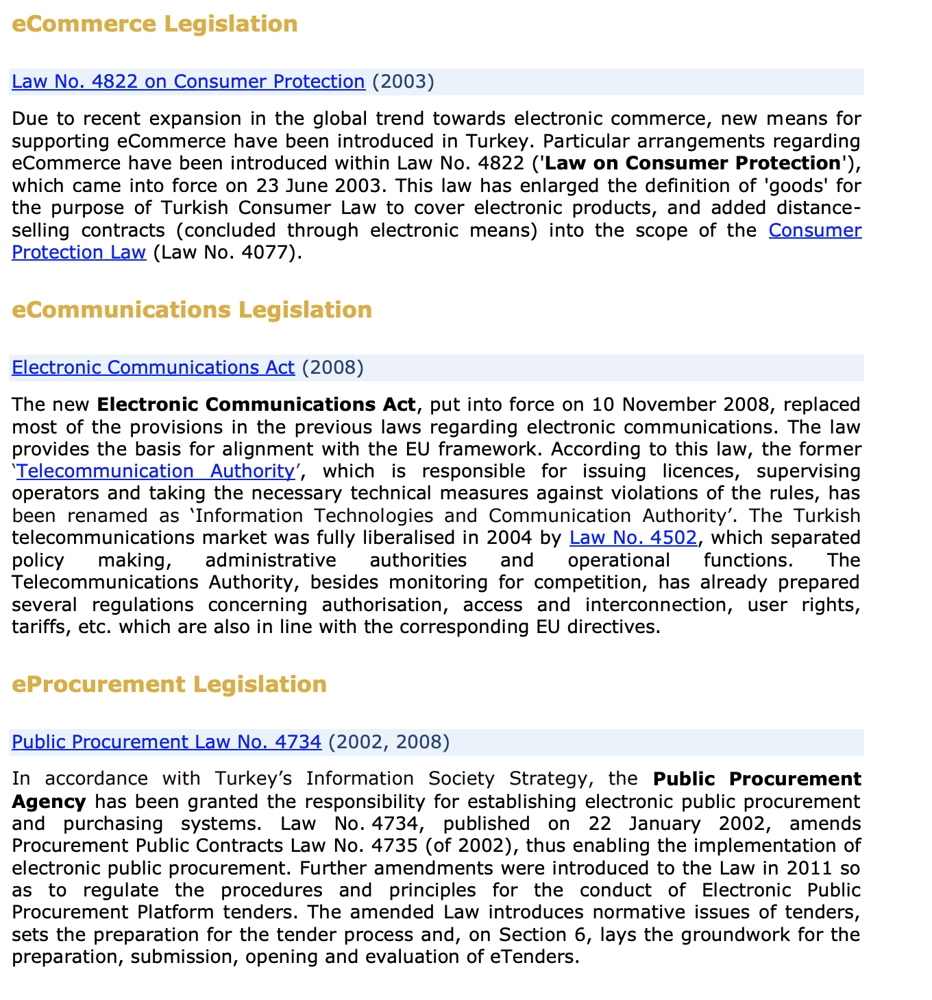 eCommerce Legislation
Law No. 4822 on Consumer Protection (2003)
Due to recent expansion in the global trend towards electronic commerce, new means for
supporting eCommerce have been introduced in Turkey. Particular arrangements regarding
eCommerce have been introduced within Law No. 4822 ('Law on Consumer Protection'),
which came into force on 23 June 2003. This law has enlarged the definition of 'goods' for
the purpose of Turkish Consumer Law to cover electronic products, and added distance-
selling contracts (concluded through electronic means) into the scope of the Consumer
Protection Law (Law No. 4077).
eCommunications Legislation
Electronic Communications Act (2008)
The new Electronic Communications Act, put into force on 10 November 2008, replaced
most of the provisions in the previous laws regarding electronic communications. The law
provides the basis for alignment with the EU framework. According to this law, the former
‘Telecommunication Authority’, which is responsible for issuing licences, supervising
operators and taking the necessary technical measures against violations of the rules, has
been renamed as ‘Information Technologies and Communication Authority’. The Turkish
telecommunications market was fully liberalised in 2004 by Law No. 4502, which separated
policy making, administrative authorities and operational functions. The
Telecommunications Authority, besides monitoring for competition, has already prepared
several regulations concerning authorisation, access and interconnection, user rights,
tariffs, etc. which are also in line with the corresponding EU directives.
eProcurement Legislation
Public Procurement Law No. 4734 (2002, 2008)
In accordance with Turkey’s Information Society Strategy, the Public Procurement
Agency has been granted the responsibility for establishing electronic public procurement
and purchasing systems. Law No. 4734, published on 22 January 2002, amends
Procurement Public Contracts Law No. 4735 (of 2002), thus enabling the implementation of
electronic public procurement. Further amendments were introduced to the Law in 2011 so
as to regulate the procedures and principles for the conduct of Electronic Public
Procurement Platform tenders. The amended Law introduces normative issues of tenders,
sets the preparation for the tender process and, on Section 6, lays the groundwork for the
preparation, submission, opening and evaluation of eTenders.